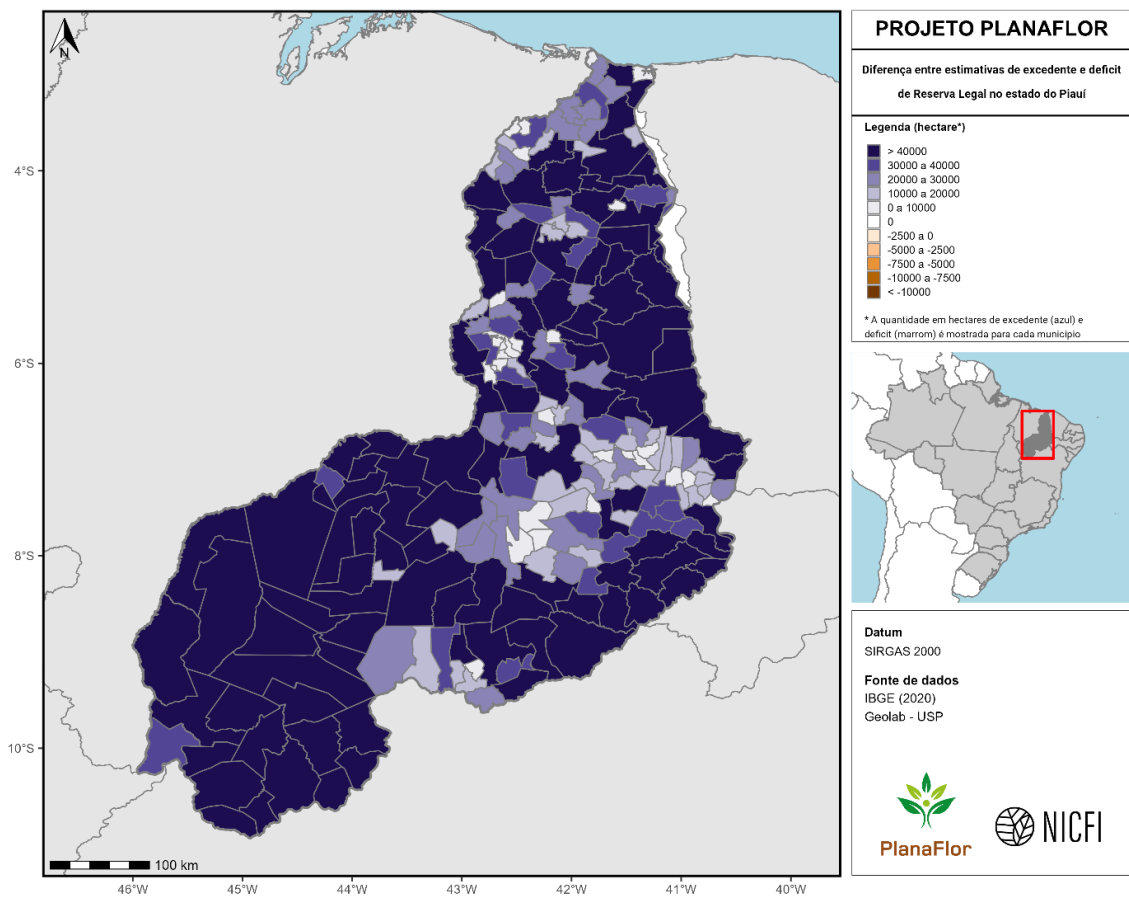 N
4°S
6°S
8°S
10°S
46°W
45°W
44°W
43°W
42°W
41°W
40°W
100 km
PROJETO PLANAFLOR
Diferença entre estimativas de excedente e deficit
de Reserva Legal no estado do Piauí
Legenda (hectare*)
> 40000
30000 a 40000
20000 a 30000
10000 a 20000
0 a 10000
0
-2500 a 0
-5000 a -2500
-7500 a -5000
-10000 a -7500
< -10000
* A quantidade em hectares de excedente (azul) e
deficit (marrom) é mostrada para cada município
Datum
SIRGAS 2000
Fonte de dados
IBGE (2020)
Geolab - USP
PlanaFlor
NICFI